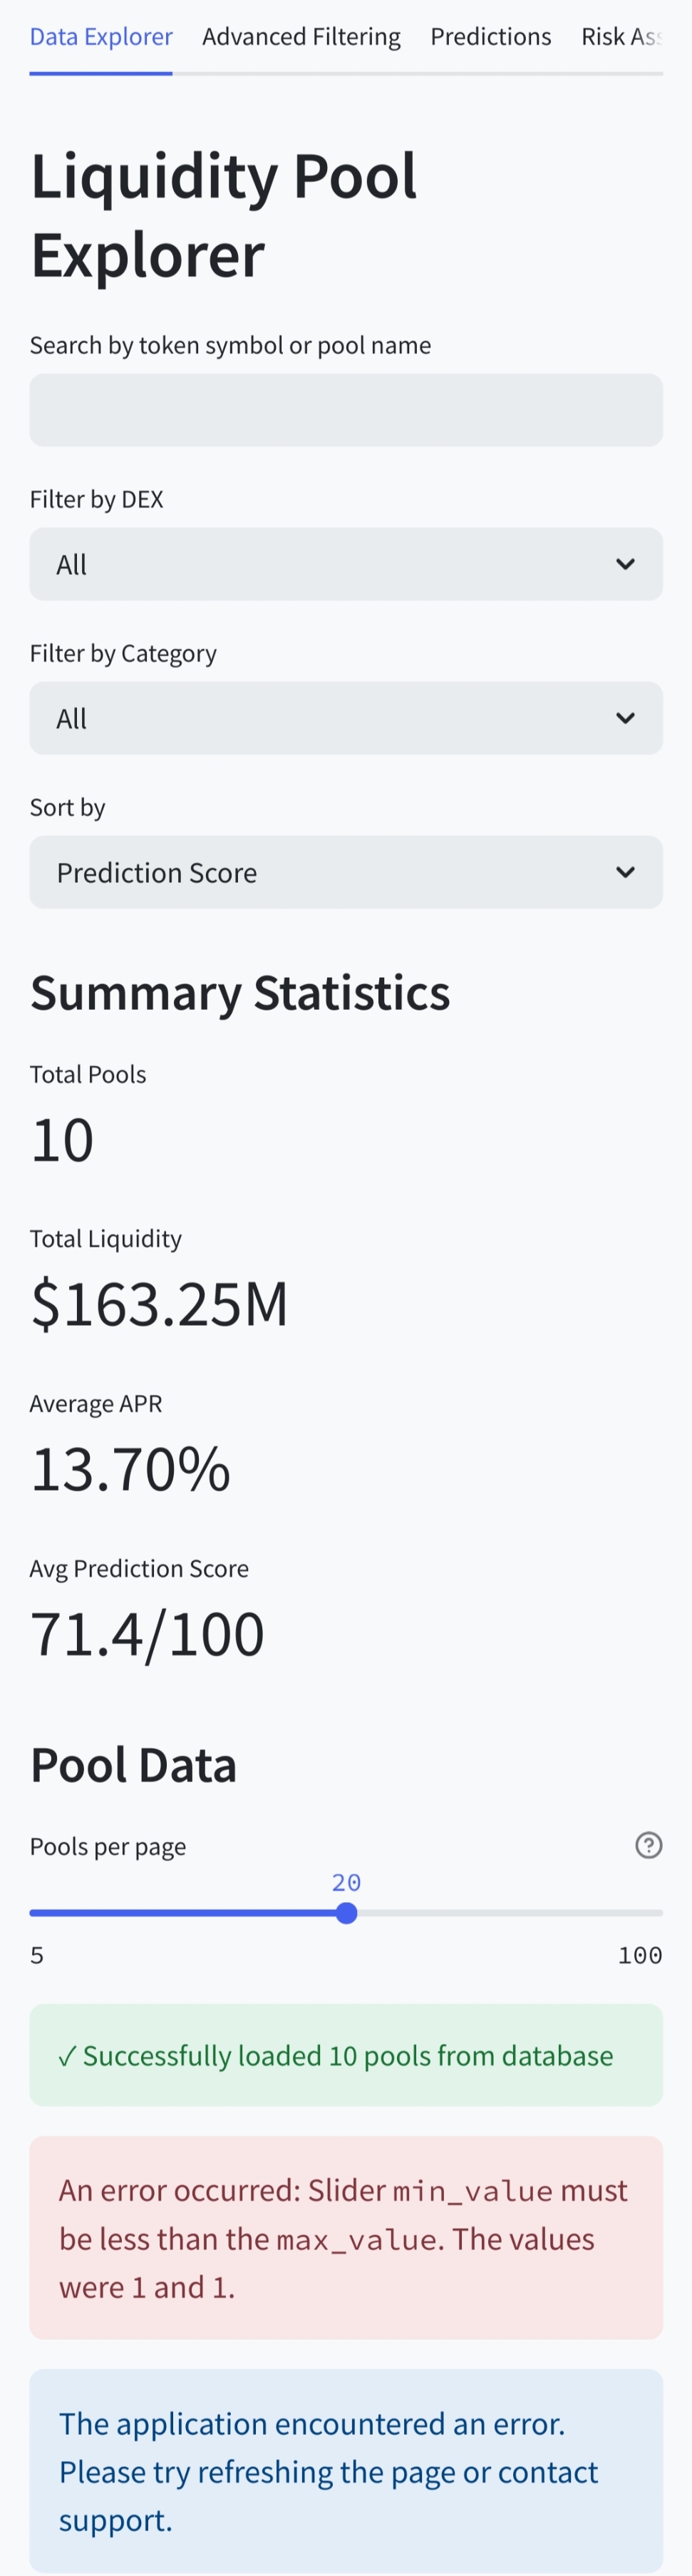 Data Explorer Advanced Filtering Predictions Risk Ass
Liquidity Pool
Explorer
Search by token symbol or pool name
Filter by DEX
All
Filter by Category
All
Sort by
Prediction Score
Summary Statistics
Total Pools
10
Total Liquidity
$163.25M
Average APR
13.70%
Avg Prediction Score
71.4/100
Pool Data
Pools per page
20
5 100
✓ Successfully loaded 10 pools from database
An error occurred: Slider min_value must
be less than the max_value. The values
were 1 and 1.
The application encountered an error.
Please try refreshing the page or contact
support.